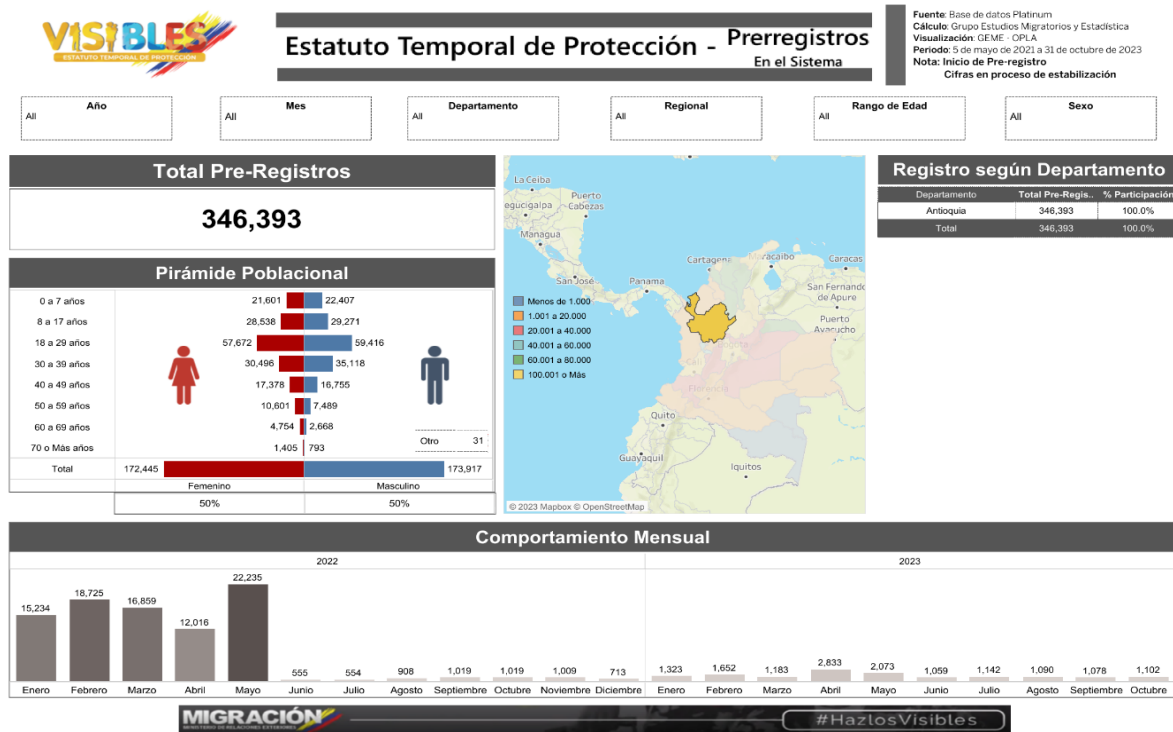 VISIBLES
ESTATUTO TEMPORAL DE PROTECCIÓN
Estatuto Temporal de Protección - Prerregistros
En el Sistema
Fuente: Base de datos Platinum
Cálculo: Grupo Estudios Migratorios y Estadística
Visualización: GEME - OPLA
Periodo: 5 de mayo de 2021 a 31 de octubre de 2023
Nota: Inicio de Pre-registro
Cifras en proceso de estabilización
Año Mes Departamento Regional Rango de Edad Sexo
All All All All All All
Total Pre-Registros
346,393
Pirámide Poblacional
0 a 7 años 21,601 22,407
8 a 17 años 28,538 29,271
18 a 29 años 57,672 59,416
30 a 39 años 30,496 35,118
40 a 49 años 17,378 16,755
50 a 59 años 10,601 7,489
60 a 69 años 4,754 2,668
Otro 31
70 o Más años 1,405 793
Total 172,445 173,917
Femenino Masculino
50% 50%
La Ceiba
Puerto
Cabezas
egucigalpa
Managua
San José
Panama
Cartagena
aracaibo
Caracas
San Fernando
de Apure
Puerto
Ayacucho
Menos de 1.000
1.001 a 20.000
20.001 a 40.000
40.001 a 60.000
60.001 a 80.000
100.001 o Más
Florencia
Quito
Guayaquil
Iquitos
© 2023 Mapbox © OpenStreetMap
Registro según Departamento
Departamento Total Pre-Regis.. % Participación
Antioquia 346,393 100.0%
Total 346,393 100.0%
Comportamiento Mensual
2022 2023
15,234 18,725 16,859 12,016 22,235 555 554 908 1,019 1,019 1,009 713 1,323 1,652 1,183 2,833 2,073 1,059 1,142 1,090 1,078 1,102
Enero Febrero Marzo Abril Mayo Junio Julio Agosto Septiembre Octubre Noviembre Diciembre Enero Febrero Marzo Abril Mayo Junio Julio Agosto Septiembre Octubre
MIGRACIÓN
MINISTERIO DE RELACIONES EXTERIORES
#HazlosVisibles